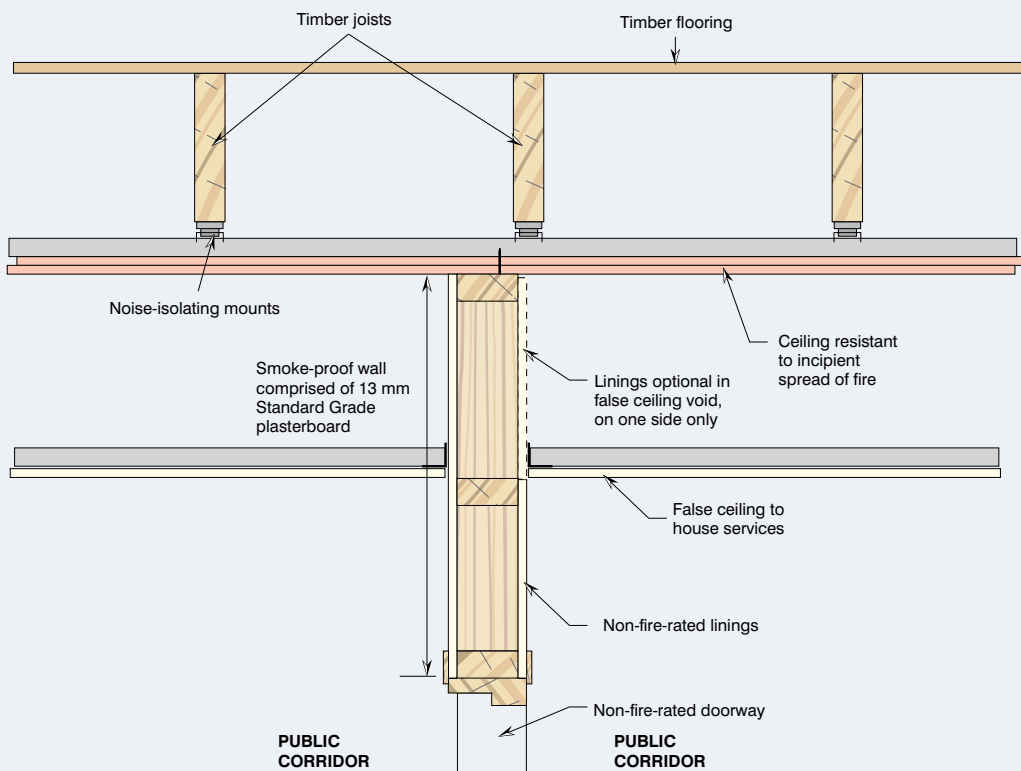 Timber joists
Timber flooring
Noise-isolating mounts
Ceiling resistant
to incipient
spread of fire
Smoke-proof wall
comprised of 13 mm
Standard Grade
plasterboard
Linings optional in
false ceiling void,
on one side only
False ceiling to
house services
Non-fire-rated linings
Non-fire-rated doorway
PUBLIC
CORRIDOR
PUBLIC
CORRIDOR